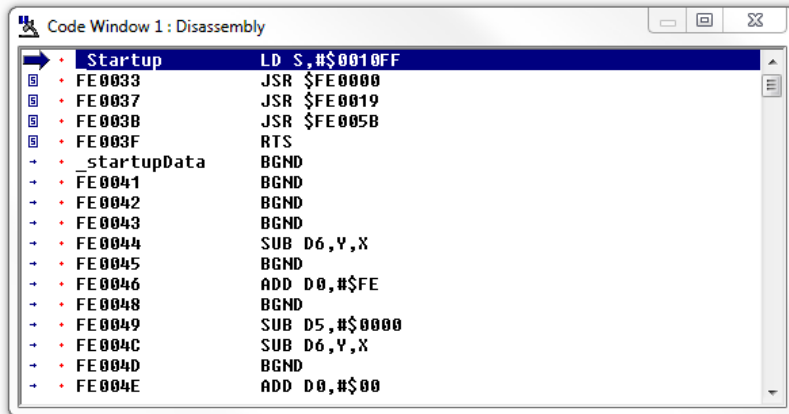 Code Window 1 : Disassembly
_Startup LD S,#$0010FF
FE0033 JSR $FE0000
FE0037 JSR $FE0019
FE003B JSR $FE005B
FE003F RTS
_startupData BGND
FE0041 BGND
FE0042 BGND
FE0043 BGND
FE0044 SUB D6,Y,X
FE0045 BGND
FE0046 ADD D0,#$FE
FE0048 BGND
FE0049 SUB D5,#$0000
FE004C SUB D6,Y,X
FE004D BGND
FE004E ADD D0,#$00